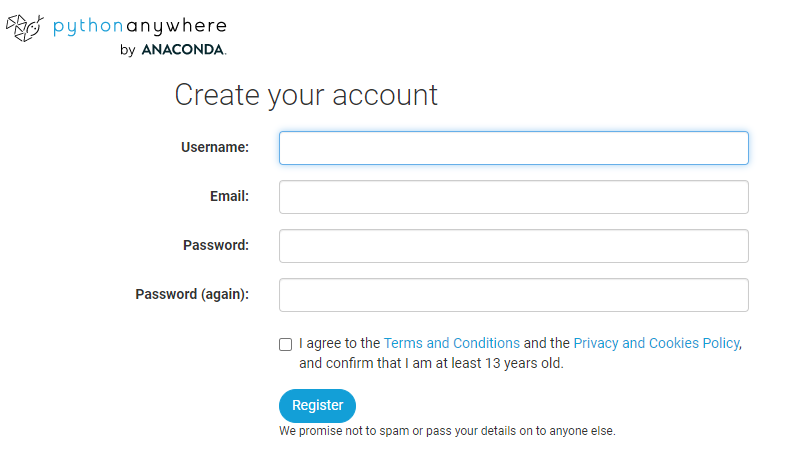 pythonanywhere
by ANACONDA.
Create your account
Username:
Email:
Password:
Password (again):
I agree to the Terms and Conditions and the Privacy and Cookies Policy,
and confirm that I am at least 13 years old.
Register
We promise not to spam or pass your details on to anyone else.